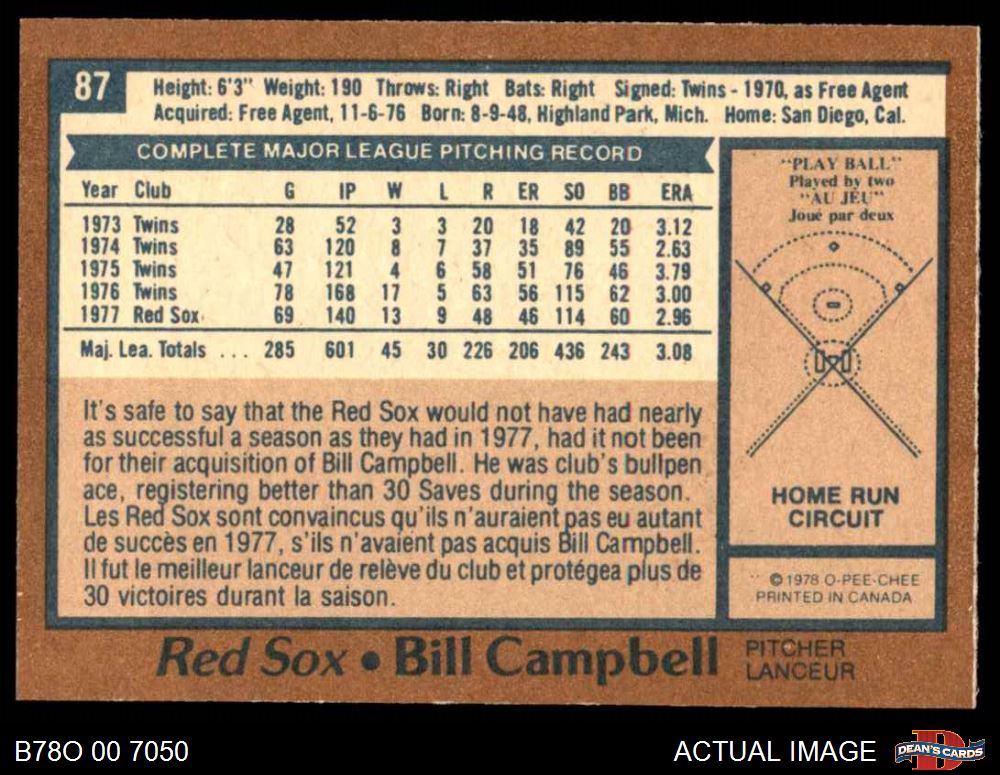 87
Height: 6'3" Weight: 190 Throws: Right Bats: Right Signed: Twins - 1970, as Free Agent
Acquired: Free Agent, 11-6-76 Born: 8-9-48, Highland Park, Mich. Home: San Diego, Cal.
COMPLETE MAJOR LEAGUE PITCHING RECORD
Year Club G IP W L R ER SO BB ERA
1973 Twins 28 52 3 3 20 18 42 20 3.12
1974 Twins 63 120 8 7 37 35 89 55 2.63
1975 Twins 47 121 4 6 58 51 76 46 3.79
1976 Twins 78 168 17 5 63 56 115 62 3.00
1977 Red Sox 69 140 13 9 48 46 114 60 2.96
Maj. Lea. Totals ... 285 601 45 30 226 206 436 243 3.08
It's safe to say that the Red Sox would not have had nearly
as successful a season as they had in 1977, had it not been
for their acquisition of Bill Campbell. He was club's bullpen
ace, registering better than 30 Saves during the season.
Les Red Sox sont convaincus qu'ils n'auraient pas eu autant
de succès en 1977, s'ils n'avaient pas acquis Bill Campbell.
Il fut le meilleur lanceur de relève du club et protégea plus de
30 victoires durant la saison.
"PLAY BALL"
Played by two
"AU JEU"
Joué par deux
HOME RUN
CIRCUIT
© 1978 O-PEE-CHEE
PRINTED IN CANADA
Red Sox • Bill Campbell
PITCHER
LANCEUR
B78O 00 7050
ACTUAL IMAGE
DEAN'S CARDS